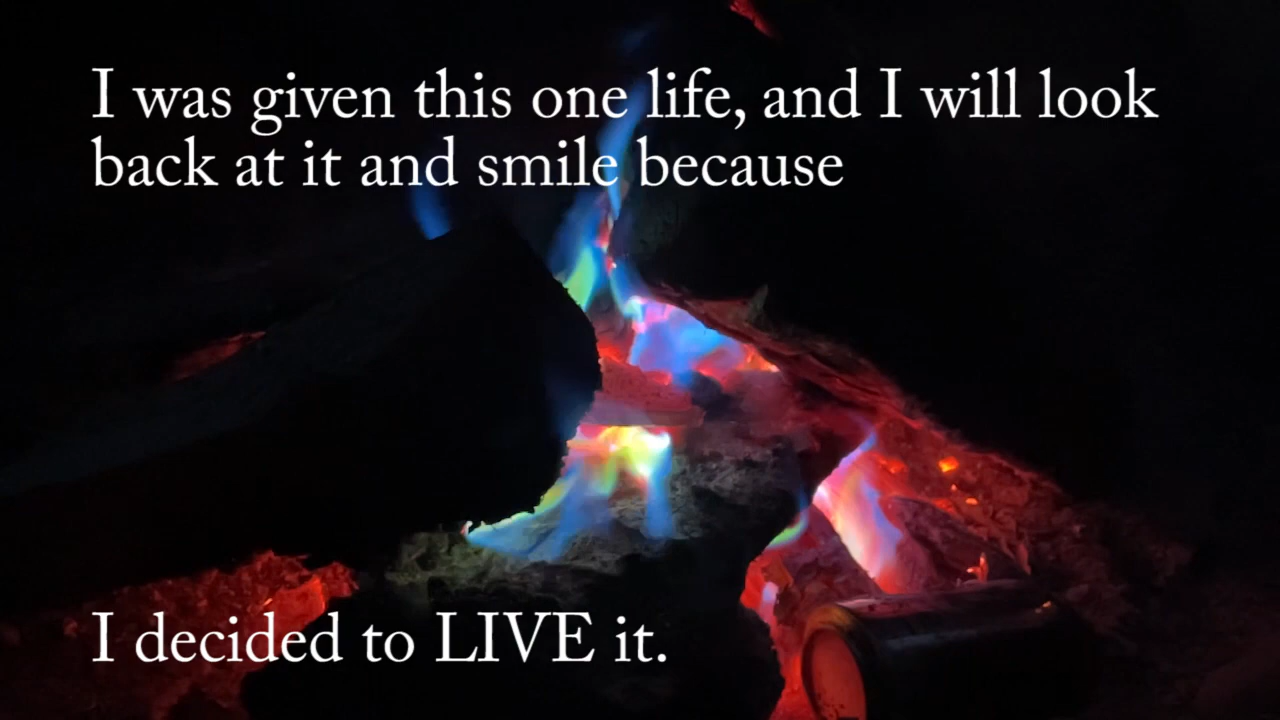 I was given this one life, and I will look
back at it and smile because
I decided to LIVE it.